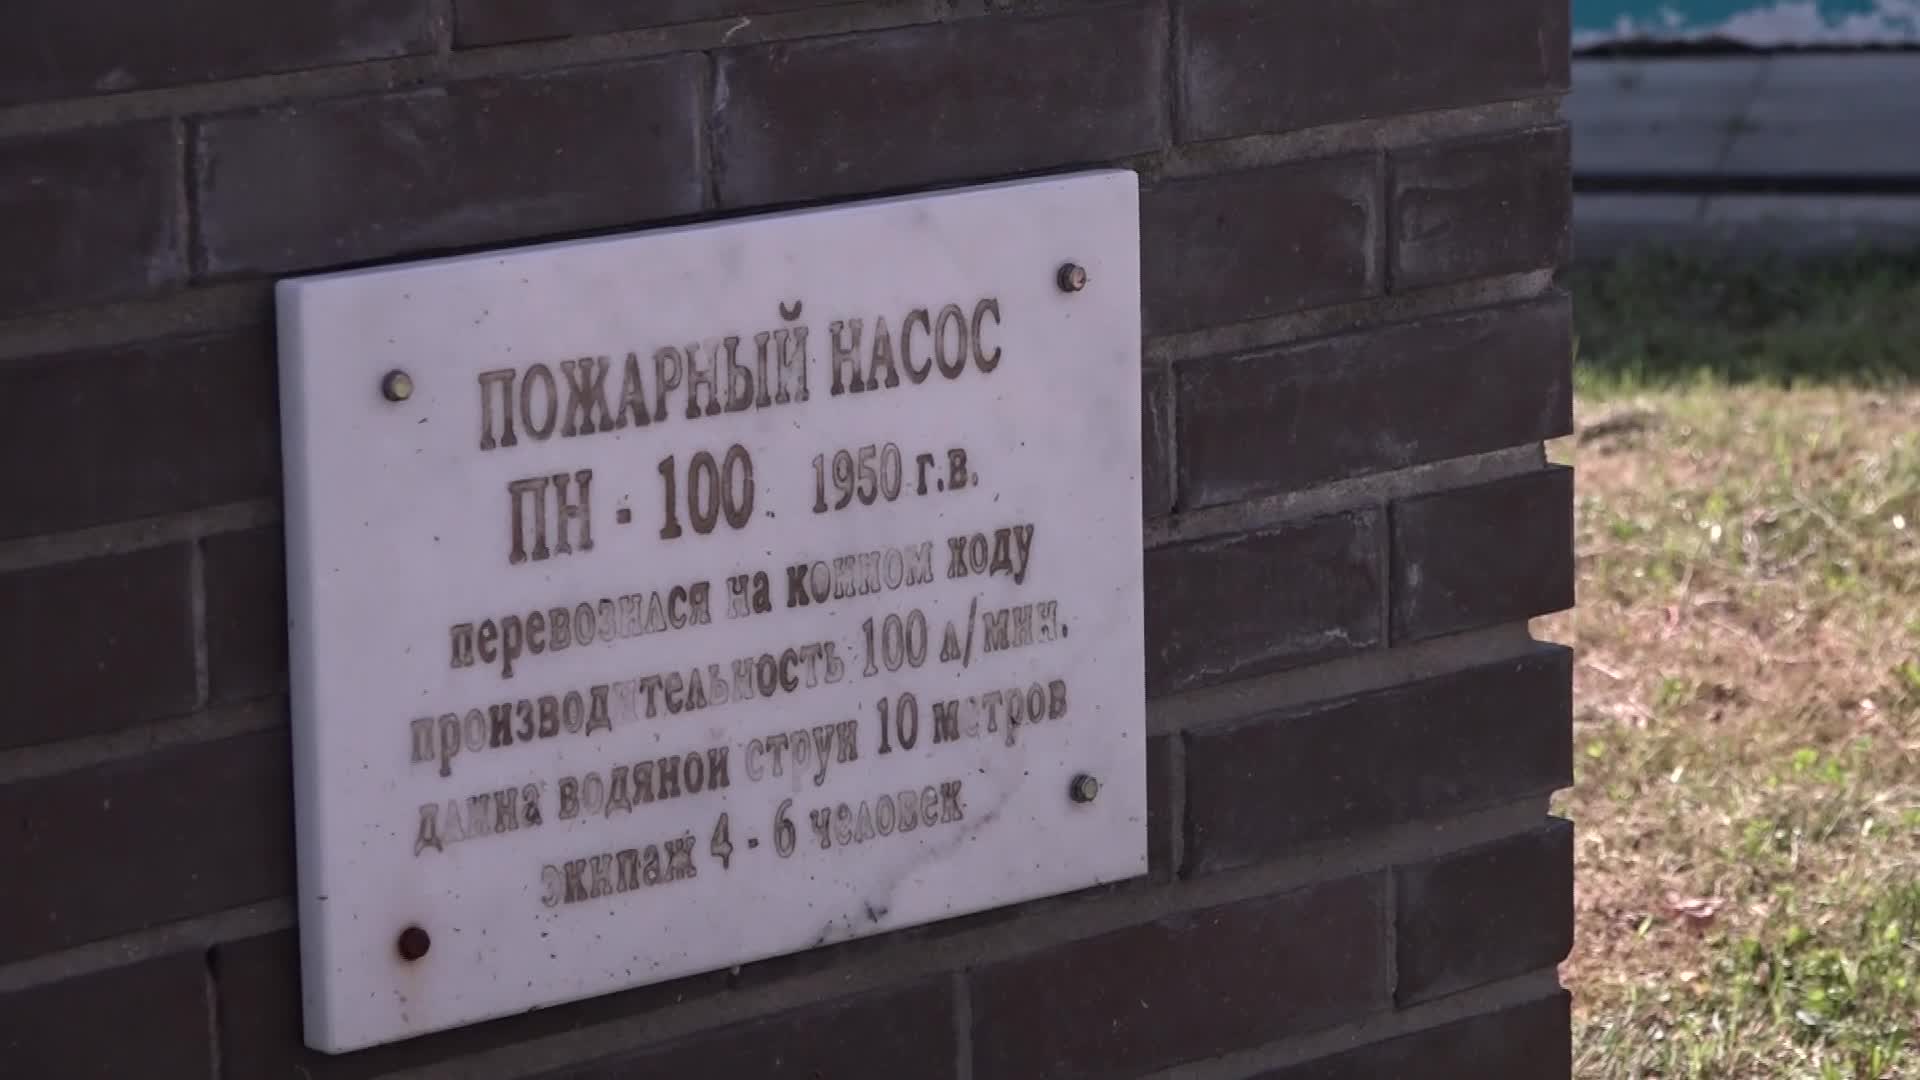 ПОЖАРНЫЙ НАСОС
ПН - 100 1950 г.в.
перевозился на конном ходу
производительность 100 л/мин.
длина водяной струи 10 метров
экипаж 4 - 6 человек